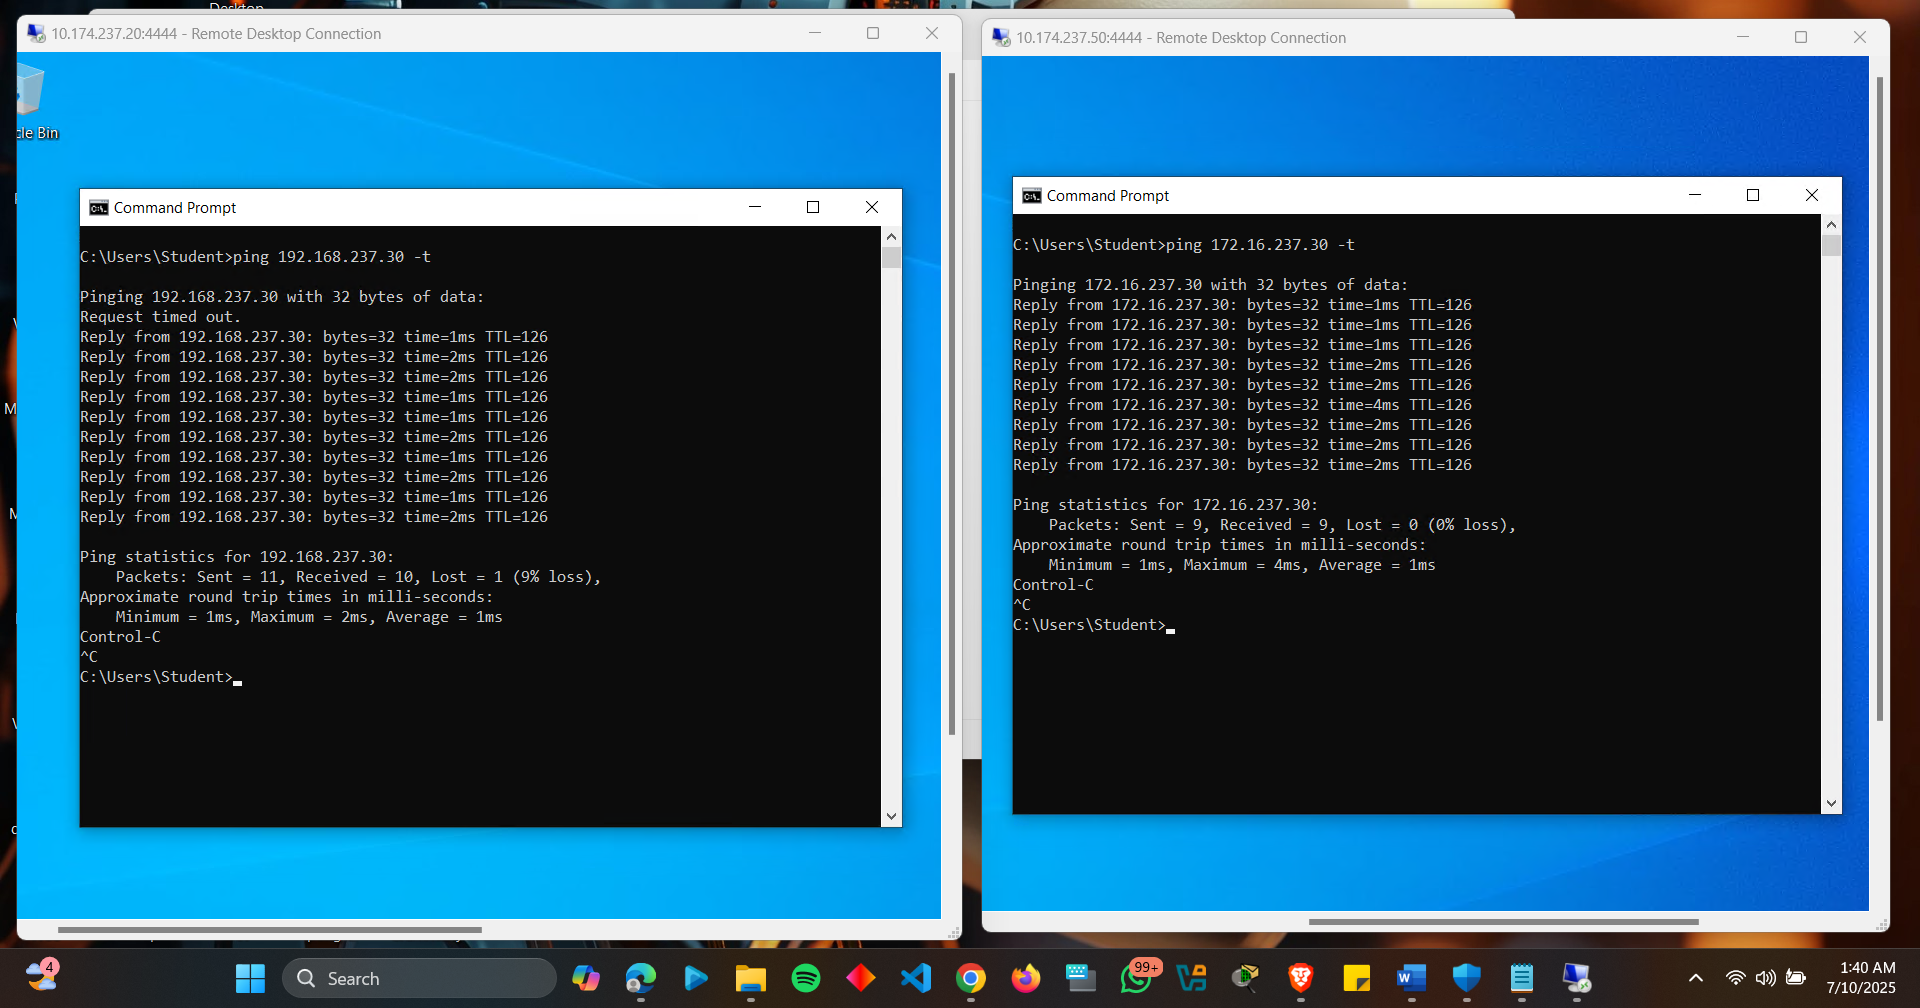 Desktop
10.174.237.20:4444 - Remote Desktop Connection
cle Bin
Command Prompt
C:\Users\Student>ping 192.168.237.30 -t
Pinging 192.168.237.30 with 32 bytes of data:
Request timed out.
Reply from 192.168.237.30: bytes=32 time=1ms TTL=126
Reply from 192.168.237.30: bytes=32 time=2ms TTL=126
Reply from 192.168.237.30: bytes=32 time=2ms TTL=126
Reply from 192.168.237.30: bytes=32 time=1ms TTL=126
Reply from 192.168.237.30: bytes=32 time=1ms TTL=126
Reply from 192.168.237.30: bytes=32 time=2ms TTL=126
Reply from 192.168.237.30: bytes=32 time=1ms TTL=126
Reply from 192.168.237.30: bytes=32 time=2ms TTL=126
Reply from 192.168.237.30: bytes=32 time=1ms TTL=126
Reply from 192.168.237.30: bytes=32 time=2ms TTL=126
Ping statistics for 192.168.237.30:
Packets: Sent = 11, Received = 10, Lost = 1 (9% loss),
Approximate round trip times in milli-seconds:
Minimum = 1ms, Maximum = 2ms, Average = 1ms
Control-C
^C
C:\Users\Student>
10.174.237.50:4444 - Remote Desktop Connection
Command Prompt
C:\Users\Student>ping 172.16.237.30 -t
Pinging 172.16.237.30 with 32 bytes of data:
Reply from 172.16.237.30: bytes=32 time=1ms TTL=126
Reply from 172.16.237.30: bytes=32 time=1ms TTL=126
Reply from 172.16.237.30: bytes=32 time=1ms TTL=126
Reply from 172.16.237.30: bytes=32 time=2ms TTL=126
Reply from 172.16.237.30: bytes=32 time=2ms TTL=126
Reply from 172.16.237.30: bytes=32 time=4ms TTL=126
Reply from 172.16.237.30: bytes=32 time=2ms TTL=126
Reply from 172.16.237.30: bytes=32 time=2ms TTL=126
Reply from 172.16.237.30: bytes=32 time=2ms TTL=126
Ping statistics for 172.16.237.30:
Packets: Sent = 9, Received = 9, Lost = 0 (0% loss),
Approximate round trip times in milli-seconds:
Minimum = 1ms, Maximum = 4ms, Average = 1ms
Control-C
^C
C:\Users\Student>
4
Search
99+
1:40 AM
7/10/2025